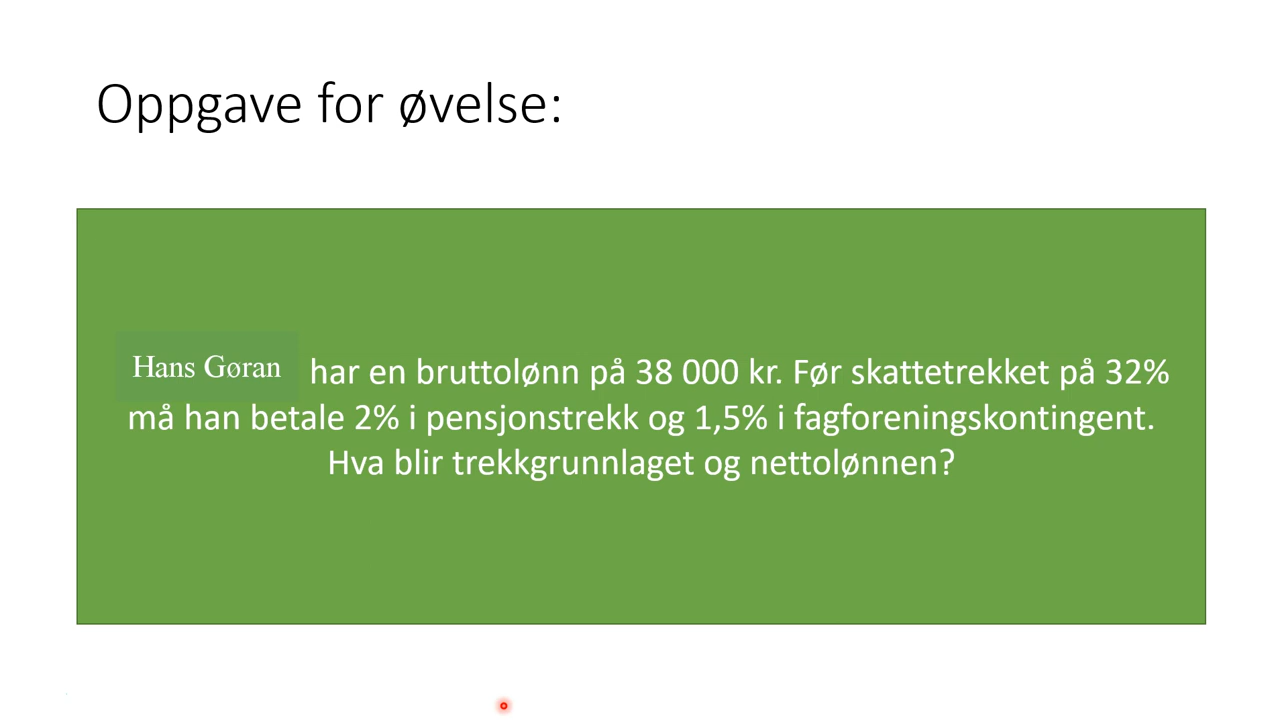 Oppgave for øvelse:
Hans Gøran har en bruttolønn på 38 000 kr. Før skattetrekket på 32%
må han betale 2% i pensjonstrekk og 1,5% i fagforeningskontingent.
Hva blir trekkgrunnlaget og nettolønnen?